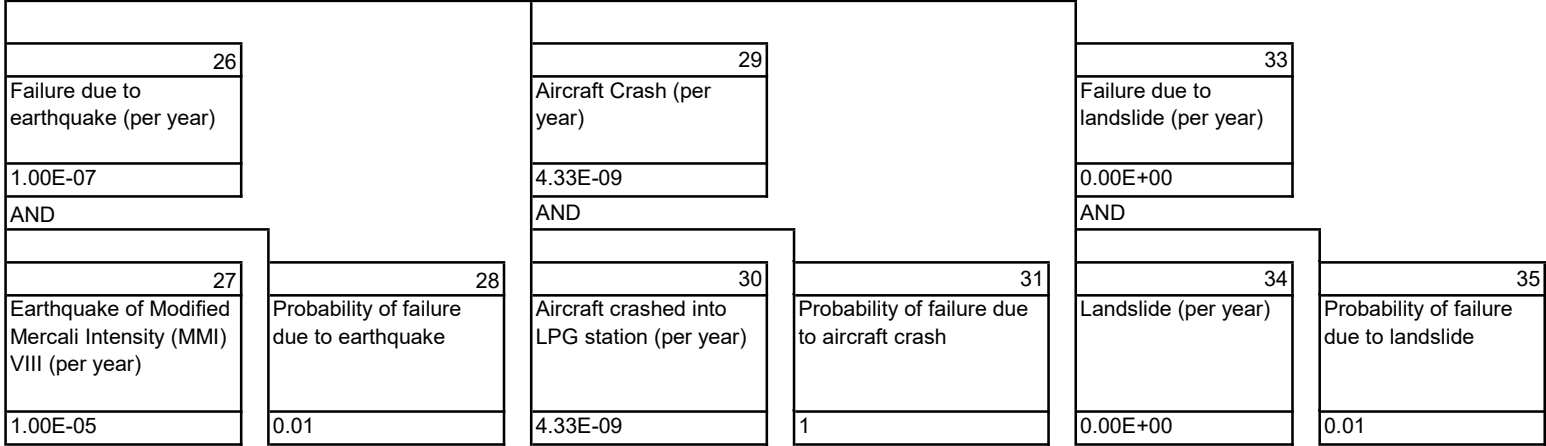 26
Failure due to
earthquake (per year)
1.00E-07
AND
29
Aircraft Crash (per
year)
4.33E-09
AND
33
Failure due to
landslide (per year)
0.00E+00
AND
27
Earthquake of Modified
Mercali Intensity (MMI)
VIII (per year)
1.00E-05
28
Probability of failure
due to earthquake
0.01
30
Aircraft crashed into
LPG station (per year)
4.33E-09
31
Probability of failure due
to aircraft crash
1
34
Landslide (per year)
0.00E+00
35
Probability of failure
due to landslide
0.01